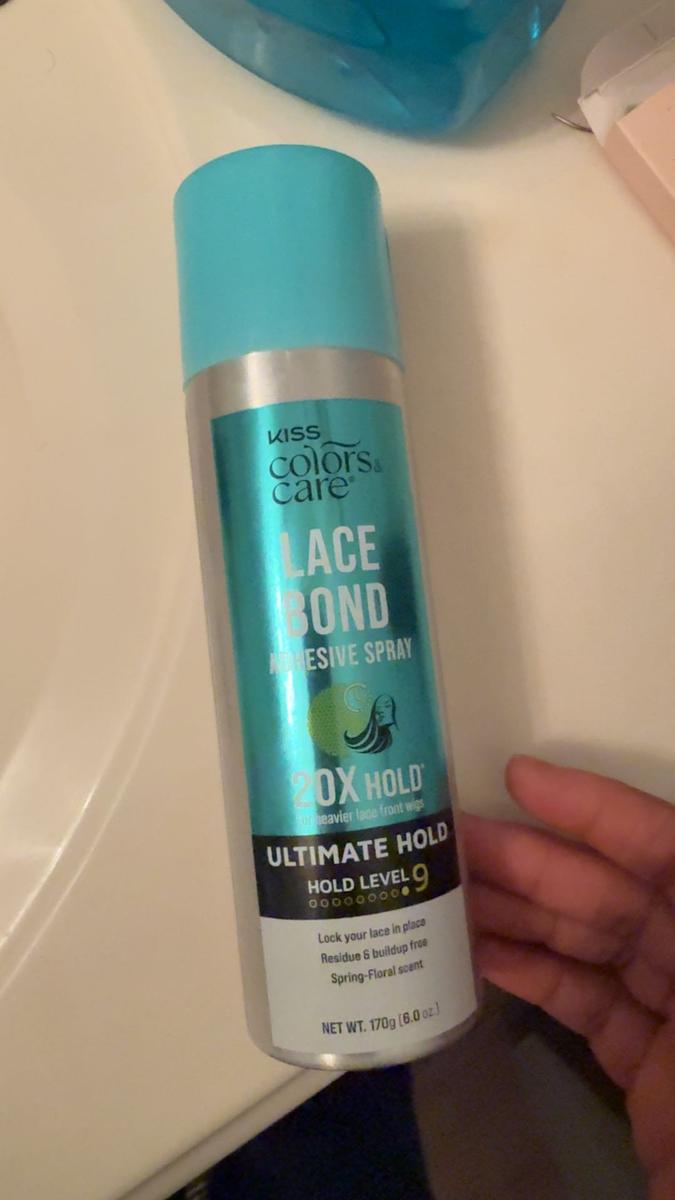 KISS
colors &
care®
LACE
BOND
ADHESIVE SPRAY
20X HOLD*
for heavier lace front wigs
ULTIMATE HOLD
HOLD LEVEL 9
Lock your lace in place
Residue & buildup free
Spring-Floral scent
NET WT. 170g [6.0 oz.]